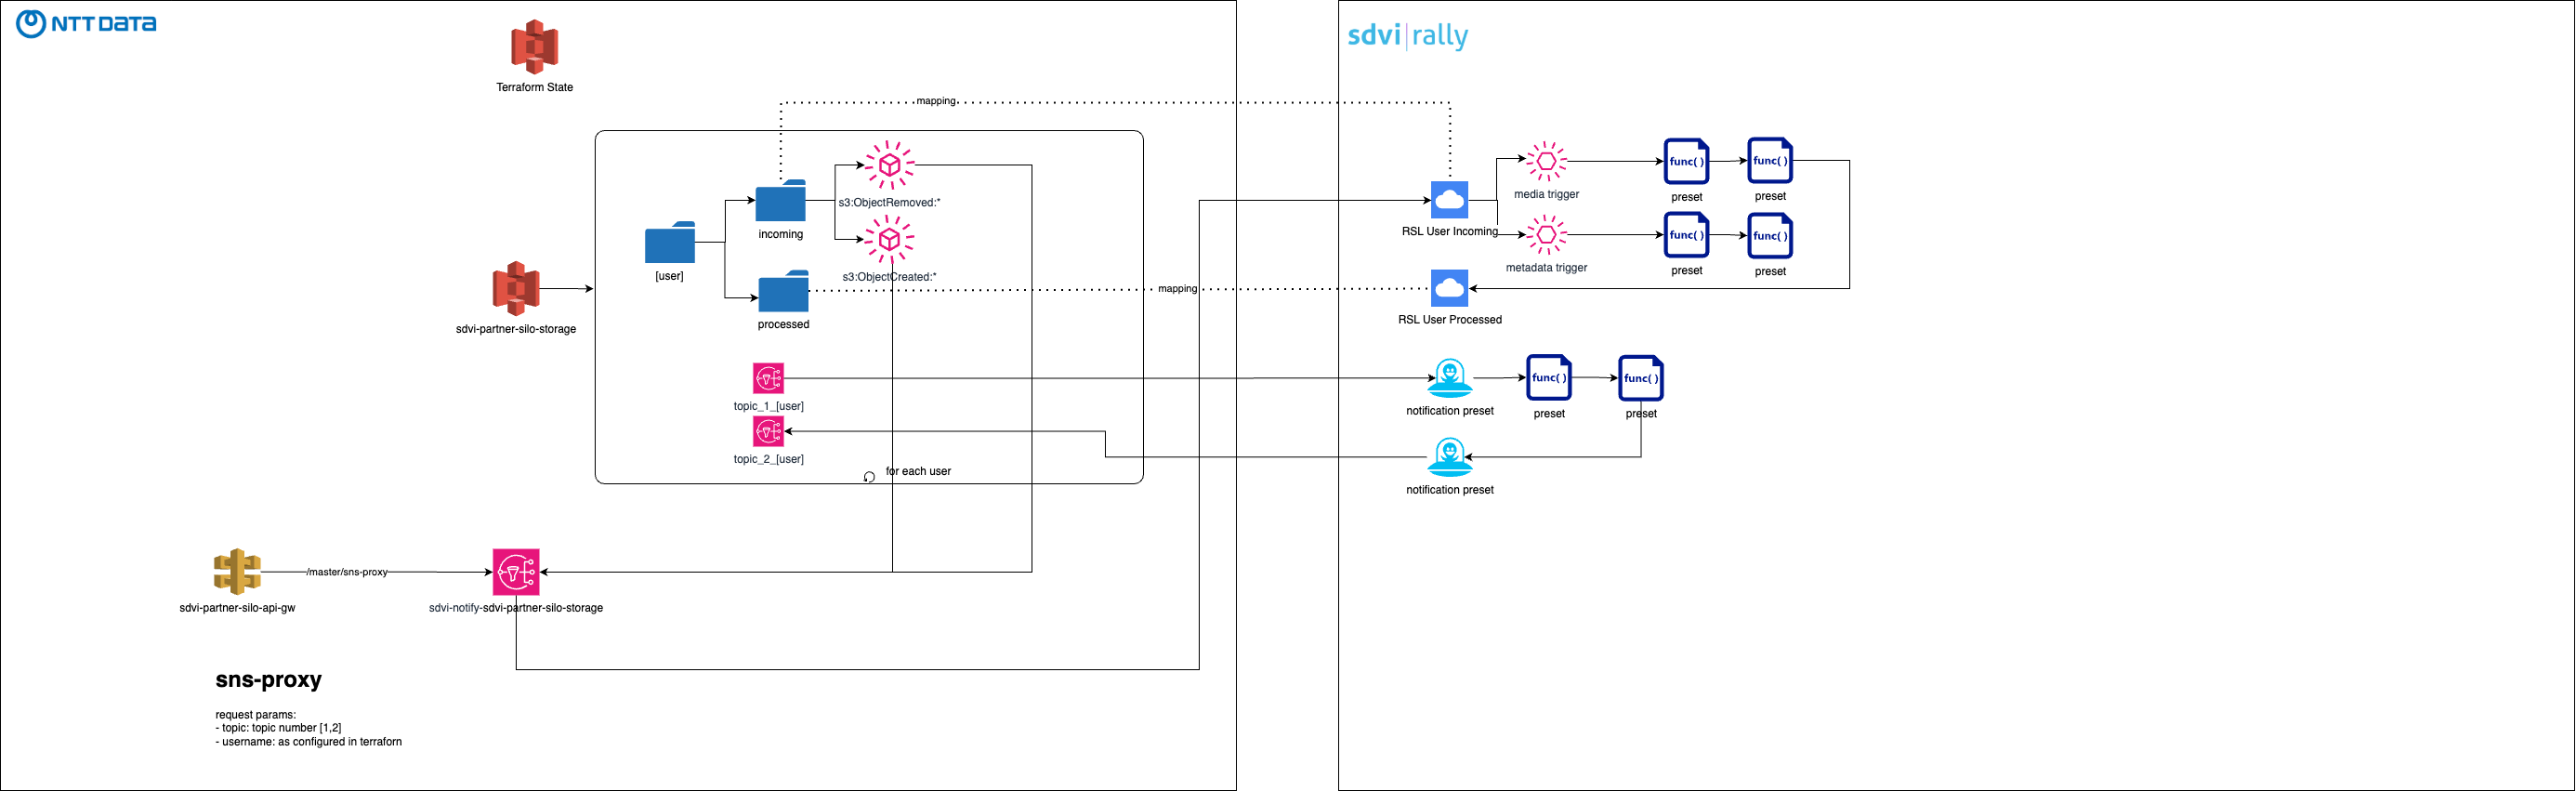 NTT DATA
sdvi|rally
Terraform State
mapping
s3:ObjectRemoved:*
incoming
[user]
s3:ObjectCreated:*
processed
sdvi-partner-silo-storage
mapping
RSL User Incoming
media trigger
metadata trigger
func( )
preset
func( )
preset
func( )
preset
func( )
preset
RSL User Processed
topic_1_[user]
topic_2_[user]
for each user
notification preset
func( )
preset
func( )
preset
notification preset
/master/sns-proxy
sdvi-partner-silo-api-gw
sdvi-notify-sdvi-partner-silo-storage
sns-proxy
request params:
- topic: topic number [1,2]
- username: as configured in terraforn